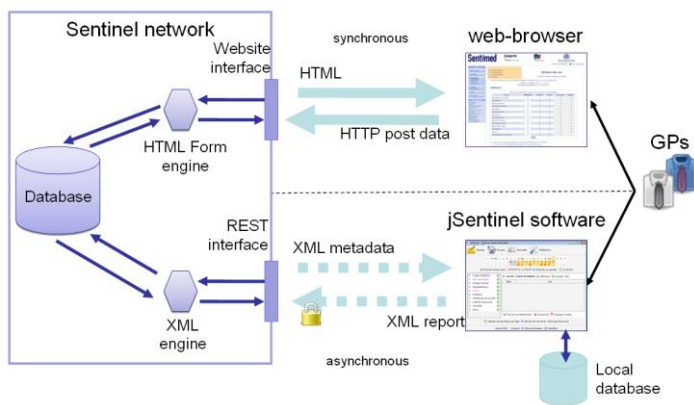 Sentinel network
synchronous
web-browser
Website
interface
Sentimed
HTML
HTTP post data
HTML Form
engine
GPs
Database
REST
interface
jSentinel software
XML metadata
XML report
XML
engine
asynchronous
Local
database